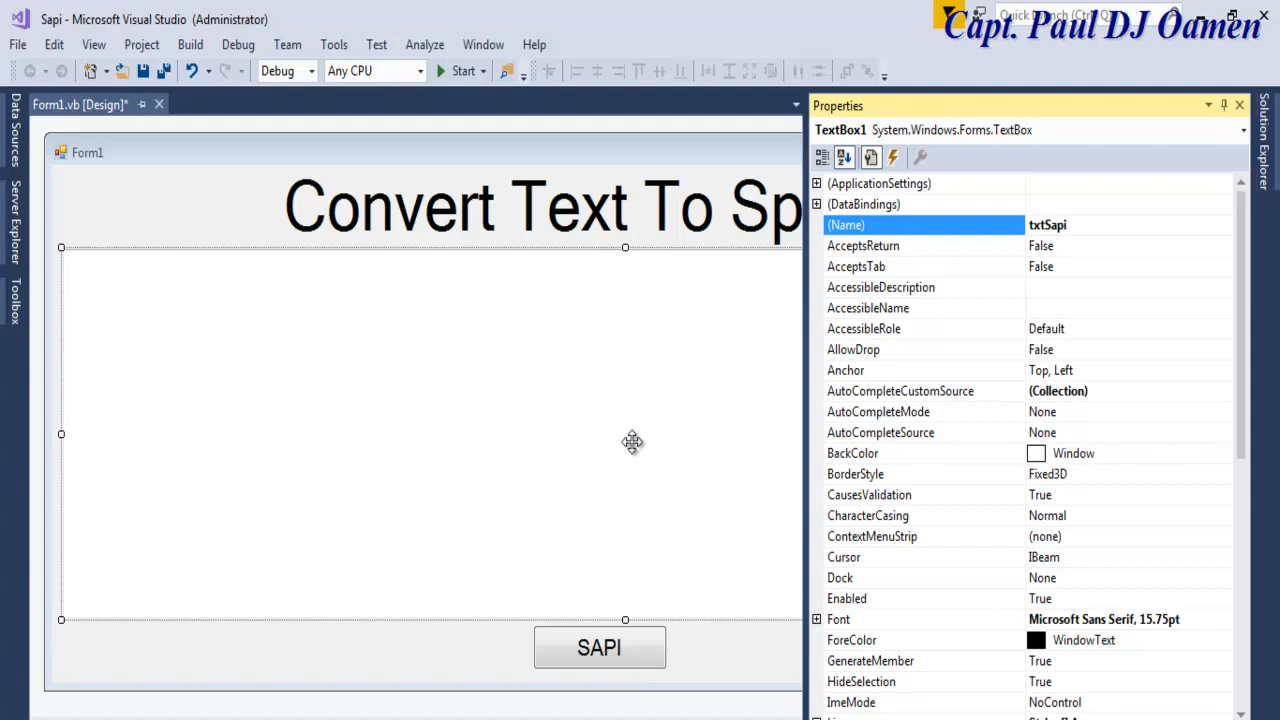 Sapi - Microsoft Visual Studio (Administrator)
Quick Launch (Ctrl+Q)
Capt. Paul DJ Oamen
File Edit View Project Build Debug Team Tools Test Analyze Window Help
Debug Any CPU Start
Data Sources
Server Explorer
Toolbox
Form1.vb [Design]*
Form1
Convert Text To Sp
SAPI
Properties
TextBox1 System.Windows.Forms.TextBox
(ApplicationSettings)
(DataBindings)
(Name) txtSapi
AcceptsReturn False
AcceptsTab False
AccessibleDescription
AccessibleName
AccessibleRole Default
AllowDrop False
Anchor Top, Left
AutoCompleteCustomSource (Collection)
AutoCompleteMode None
AutoCompleteSource None
BackColor Window
BorderStyle Fixed3D
CausesValidation True
CharacterCasing Normal
ContextMenuStrip (none)
Cursor IBeam
Dock None
Enabled True
Font Microsoft Sans Serif, 15.75pt
ForeColor WindowText
GenerateMember True
HideSelection True
ImeMode NoControl
Solution Explorer